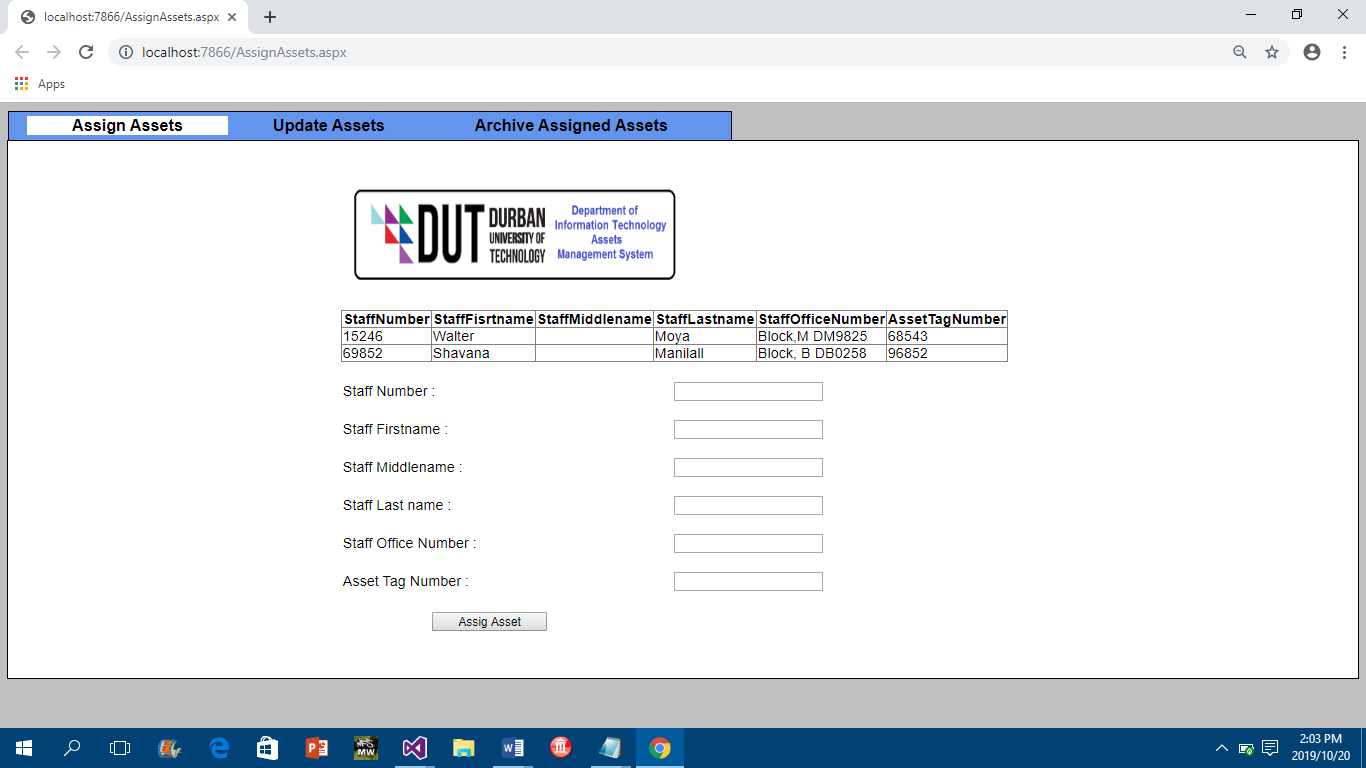 localhost:7866/AssignAssets.aspx
localhost:7866/AssignAssets.aspx
Apps
Assign Assets Update Assets Archive Assigned Assets
DUT DURBAN UNIVERSITY OF TECHNOLOGY
Department of
Information Technology
Assets
Management System
StaffNumber StaffFisrtname StaffMiddlename StaffLastname StaffOfficeNumber AssetTagNumber
15246 Walter Moya Block,M DM9825 68543
69852 Shavana Manilall Block, B DB0258 96852
Staff Number :
Staff Firstname :
Staff Middlename :
Staff Last name :
Staff Office Number :
Asset Tag Number :
Assig Asset
MW
2:03 PM
2019/10/20